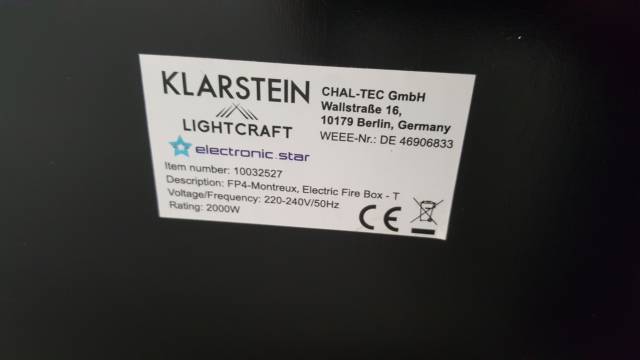 KLARSTEIN
LIGHTCRAFT
electronic.star
CHAL-TEC GmbH
Wallstraße 16,
10179 Berlin, Germany
WEEE-Nr.: DE 46906833
Item number: 10032527
Description: FP4-Montreux, Electric Fire Box - T
Voltage/Frequency: 220-240V/50Hz
Rating: 2000W
CE